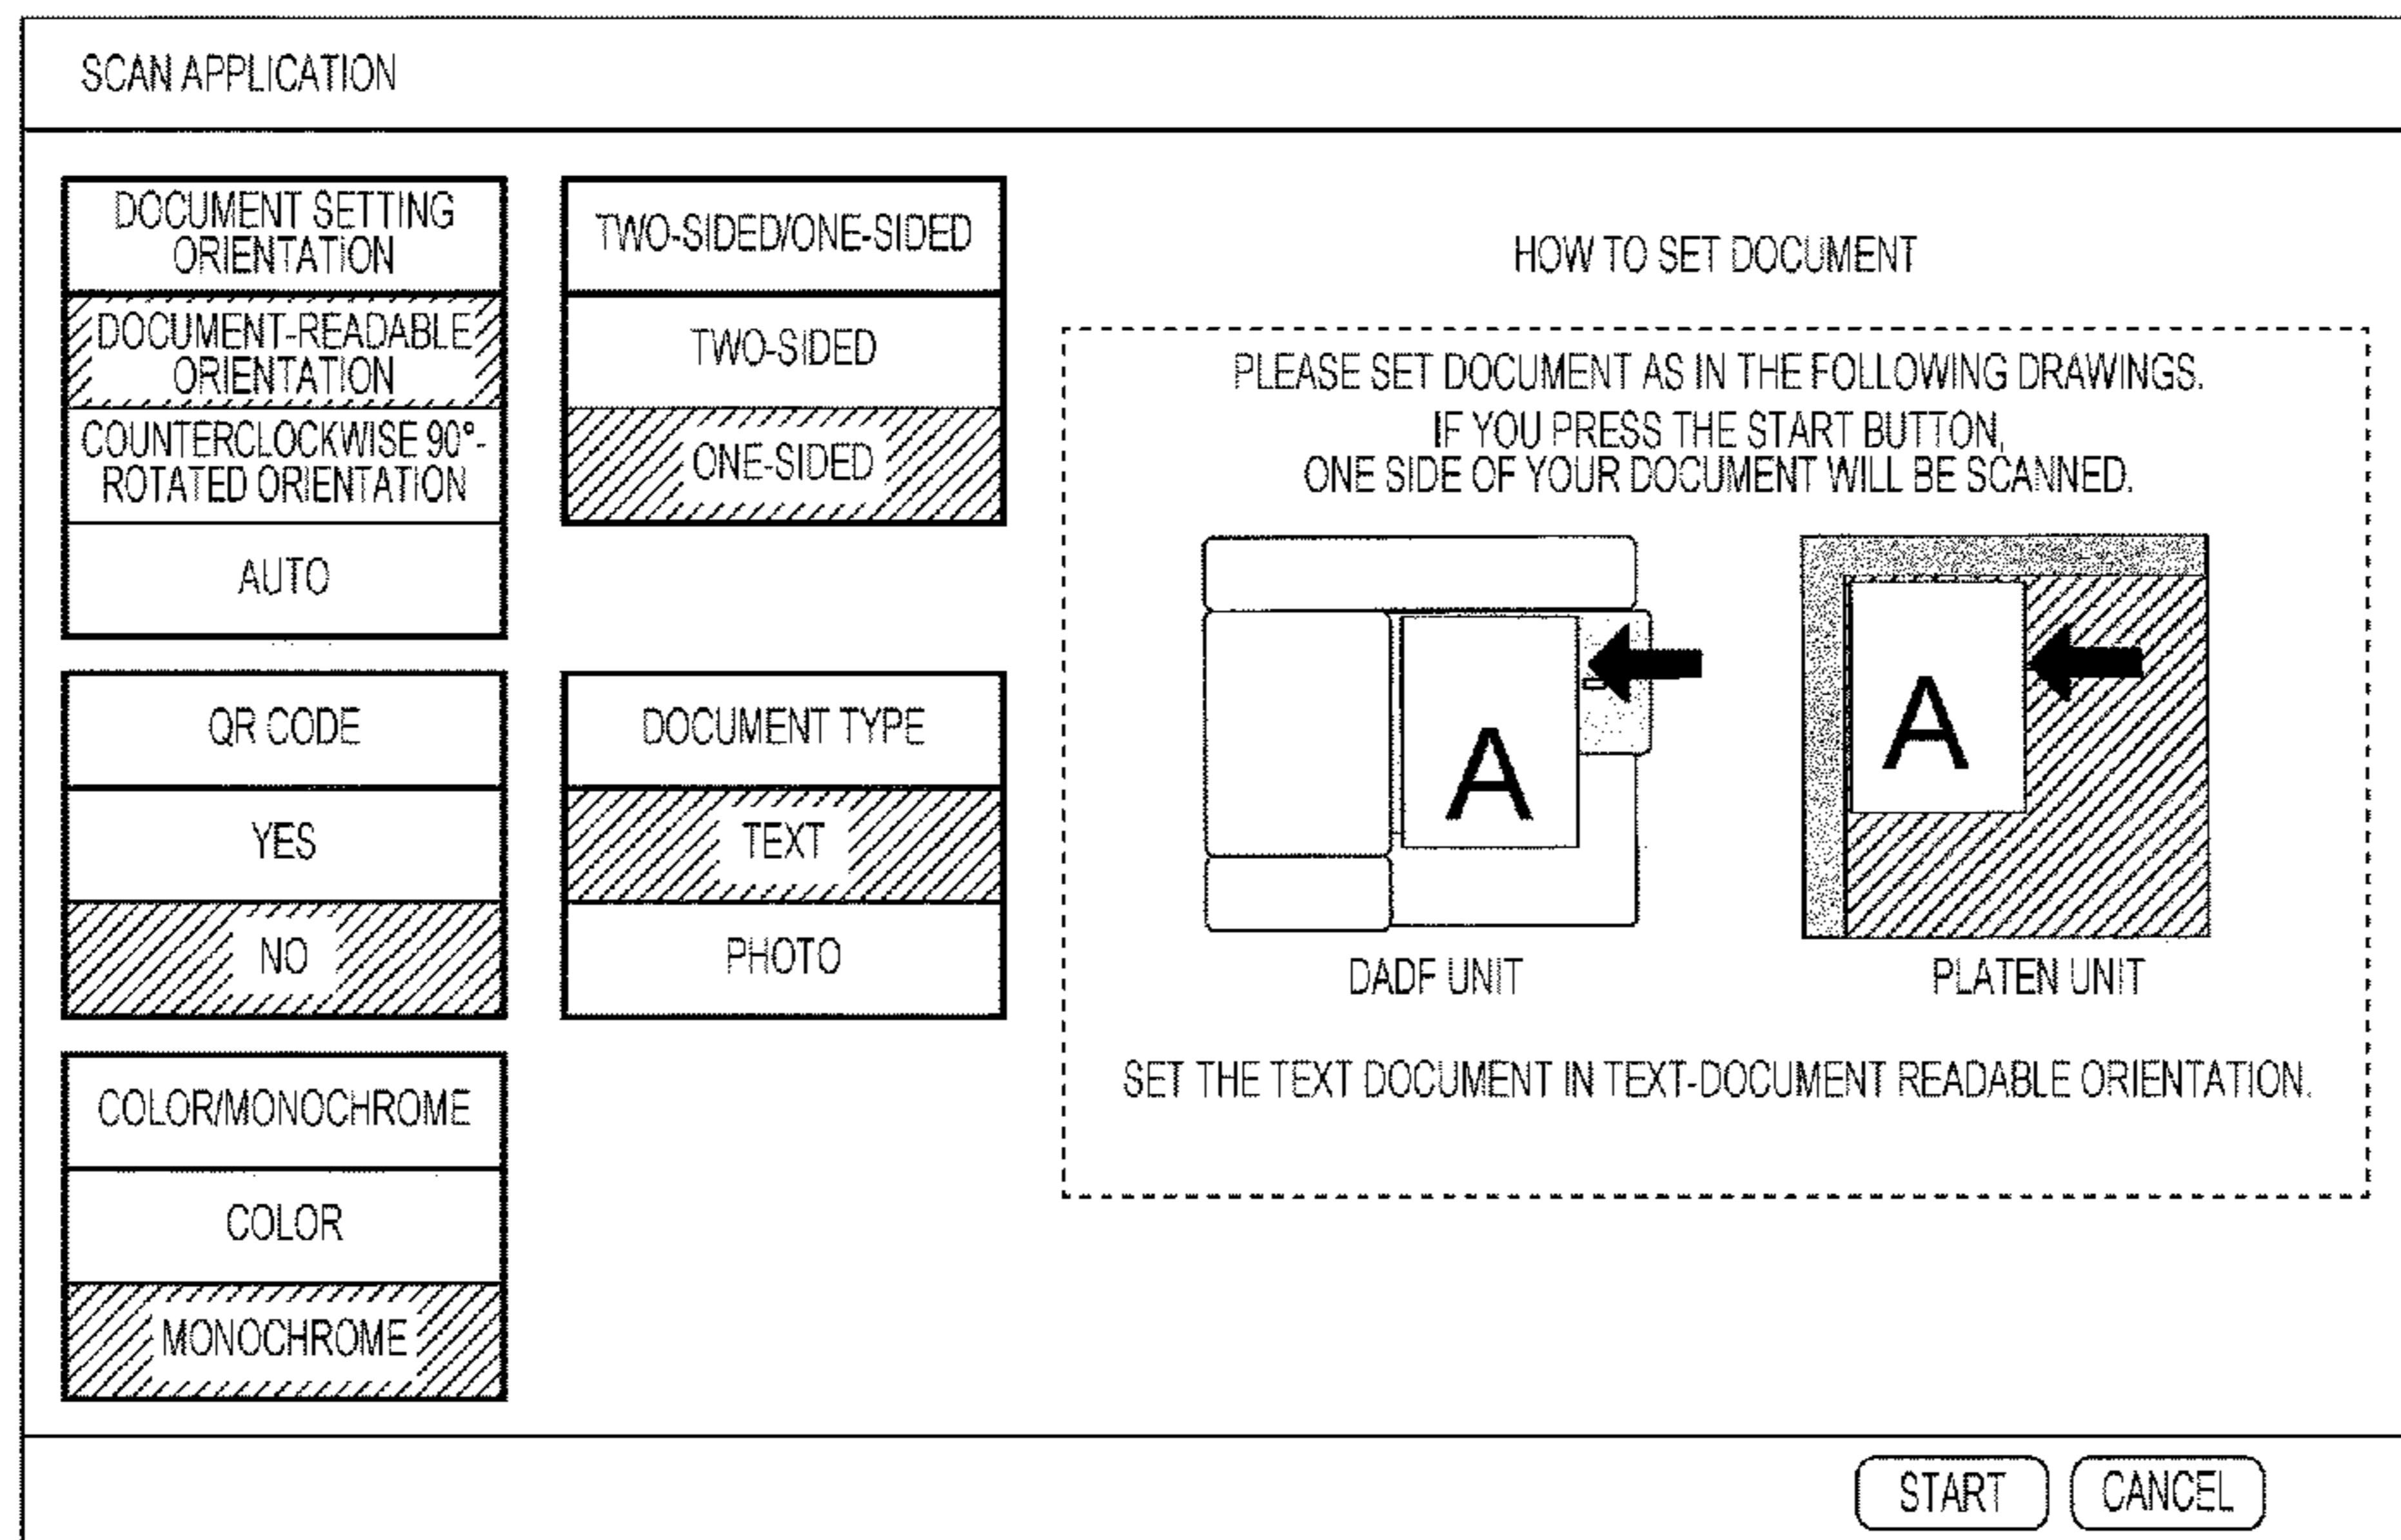 SCAN APPLICATION
DOCUMENT SETTING
ORIENTATION
DOCUMENT-READABLE
ORIENTATION
COUNTERCLOCKWISE 90°-
ROTATED ORIENTATION
AUTO
TWO-SIDED/ONE-SIDED
TWO-SIDED
ONE-SIDED
QR CODE
YES
NO
DOCUMENT TYPE
TEXT
PHOTO
COLOR/MONOCHROME
COLOR
MONOCHROME
HOW TO SET DOCUMENT
PLEASE SET DOCUMENT AS IN THE FOLLOWING DRAWINGS.
IF YOU PRESS THE START BUTTON,
ONE SIDE OF YOUR DOCUMENT WILL BE SCANNED.
A
A
DADF UNIT
PLATEN UNIT
SET THE TEXT DOCUMENT IN TEXT-DOCUMENT READABLE ORIENTATION.
START
CANCEL